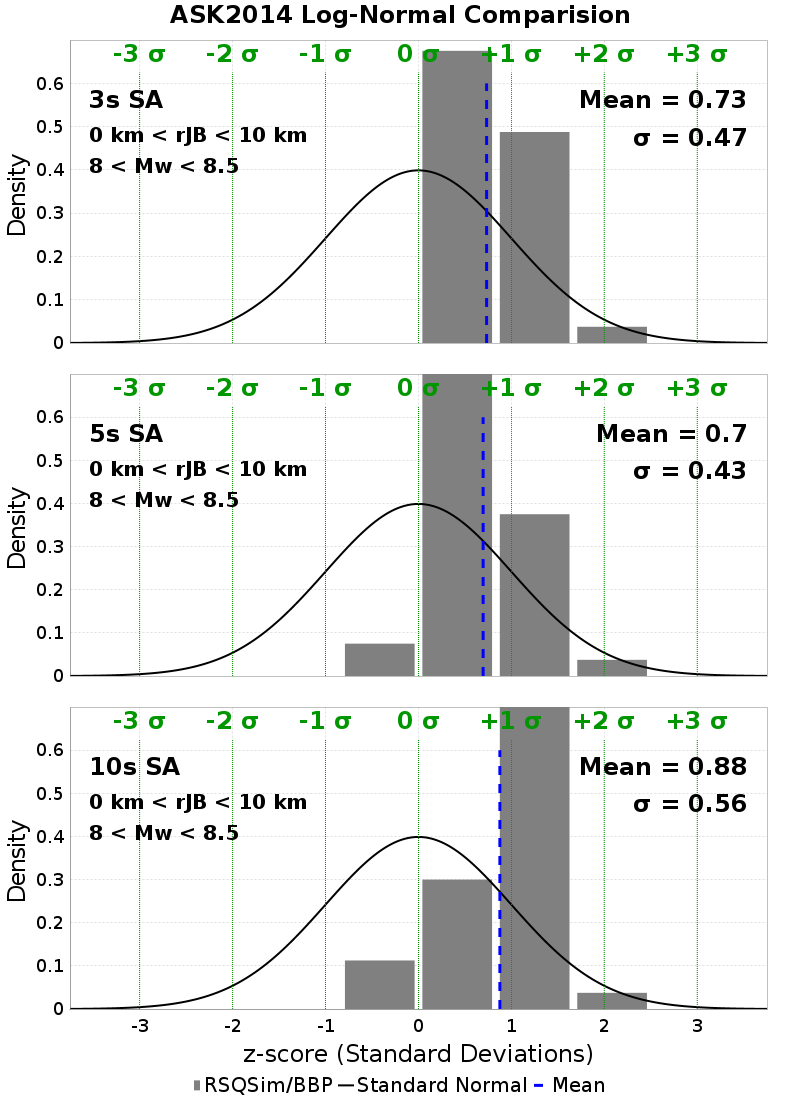 ASK2014 Log-Normal Comparision
-3 σ -2 σ -1 σ 0 σ +1 σ +2 σ +3 σ
0.6
3s SA
Mean = 0.73
0.5
0 km < rJB < 10 km
σ = 0.47
8 < Mw < 8.5
0.4
Density
0.3
0.2
0.1
0
-3 σ -2 σ -1 σ 0 σ +1 σ +2 σ +3 σ
0.6
5s SA
Mean = 0.7
0.5
0 km < rJB < 10 km
σ = 0.43
8 < Mw < 8.5
0.4
Density
0.3
0.2
0.1
0
-3 σ -2 σ -1 σ 0 σ +1 σ +2 σ +3 σ
0.6
10s SA
Mean = 0.88
0.5
0 km < rJB < 10 km
σ = 0.56
8 < Mw < 8.5
0.4
Density
0.3
0.2
0.1
0
-3 -2 -1 0 1 2 3
z-score (Standard Deviations)
RSQSim/BBP Standard Normal Mean